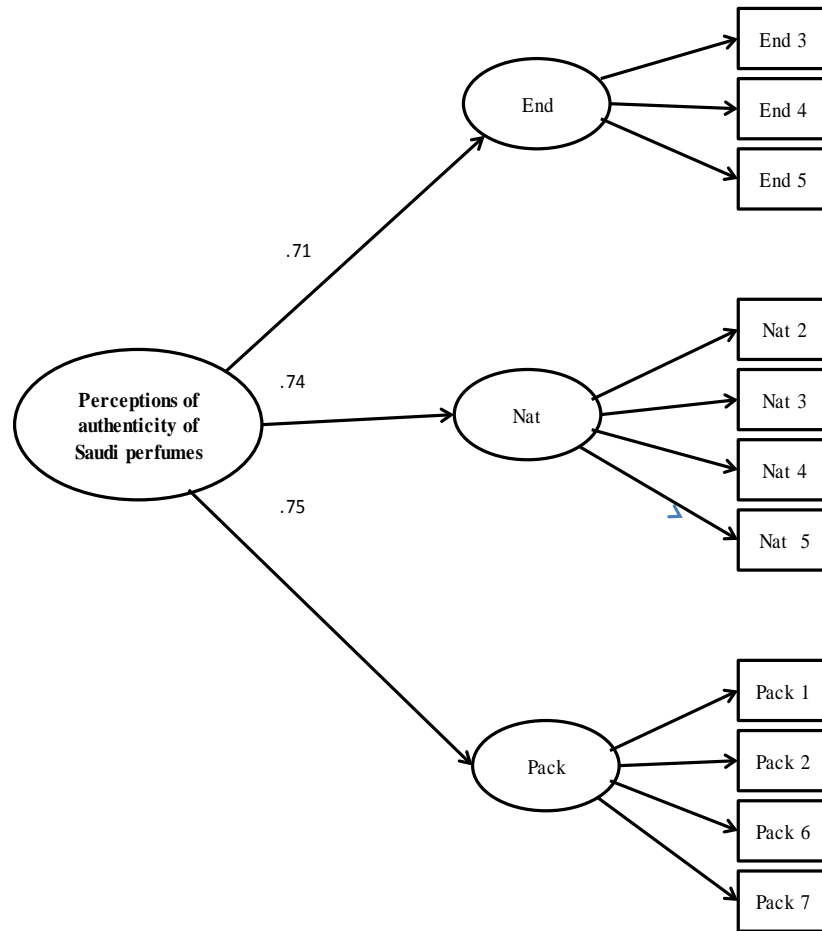 End 3
End
End 4
End 5
.71
Nat 2
.74
Perceptions of
authenticity of
Saudi perfumes
Nat
Nat 3
Nat 4
.75
Nat 5
Pack 1
Pack
Pack 2
Pack 6
Pack 7